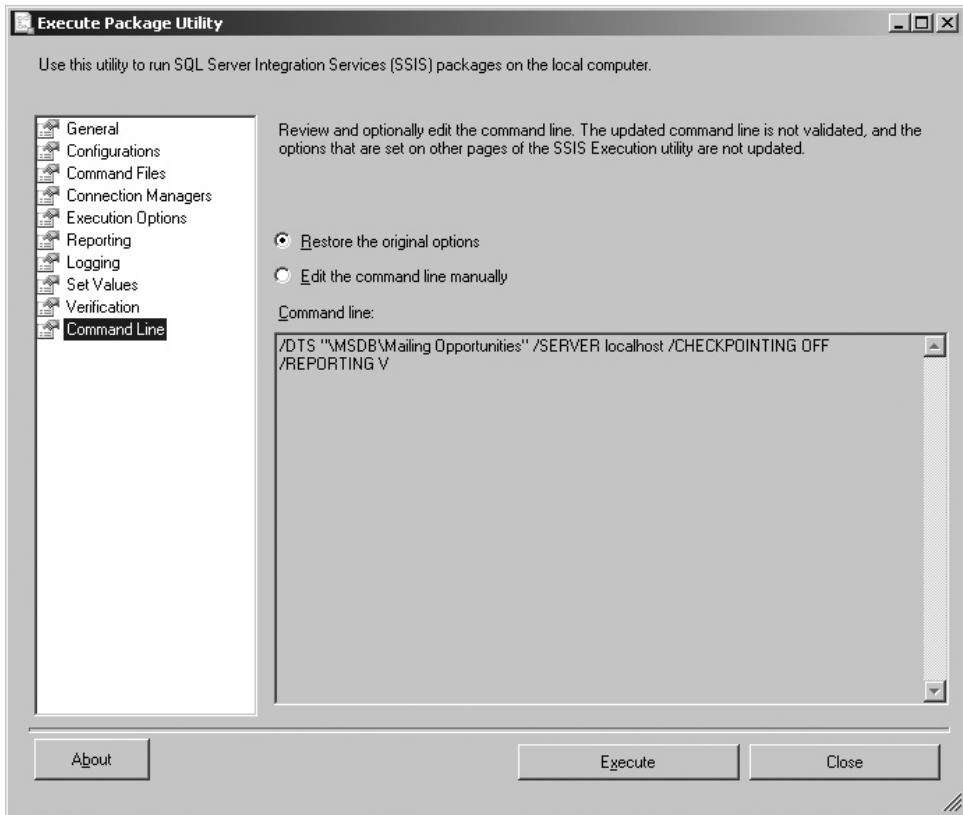 Execute Package Utility
Use this utility to run SQL Server Integration Services (SSIS) packages on the local computer.
General
Configurations
Command Files
Connection Managers
Execution Options
Reporting
Logging
Set Values
Verification
Command Line
Review and optionally edit the command line. The updated command line is not validated, and the
options that are set on other pages of the SSIS Execution utility are not updated.
Restore the original options
Edit the command line manually
Command line:
/DTS "\MSDB\Mailing Opportunities" /SERVER localhost /CHECKPOINTING OFF
/REPORTING V
About
Execute
Close